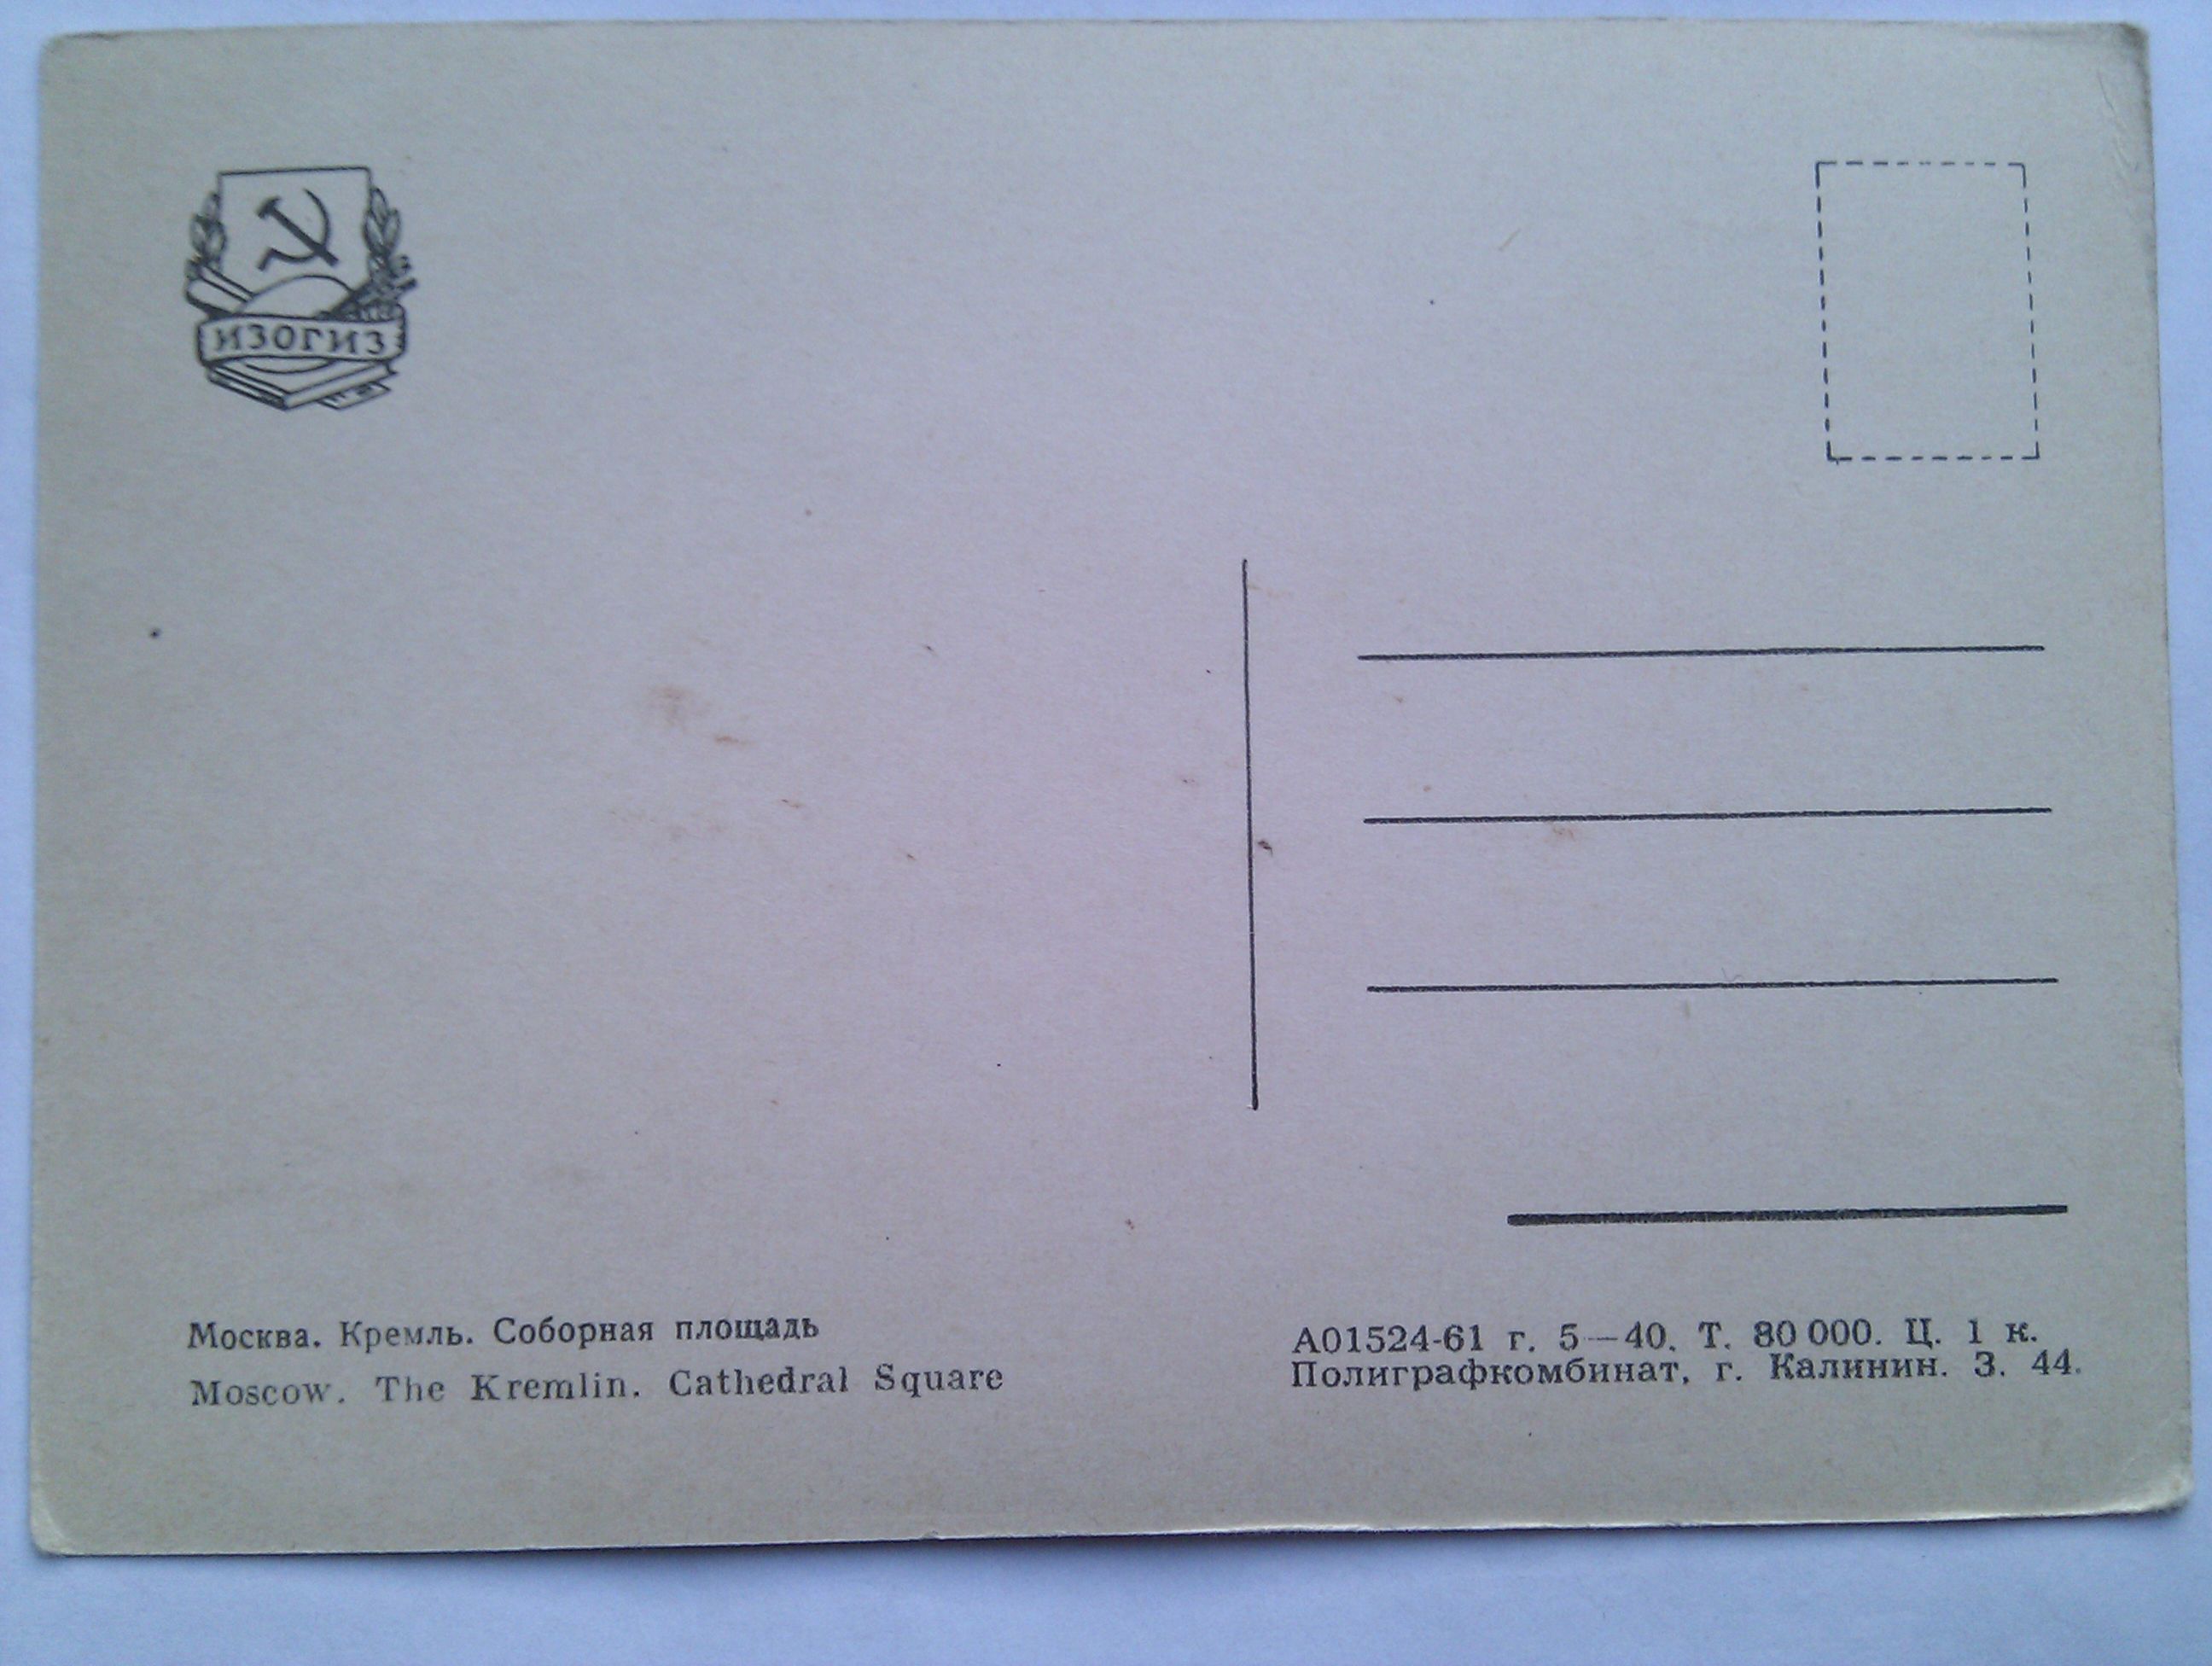 ИЗОГИЗ
Москва. Кремль. Соборная площадь
Moscow. The Kremlin. Cathedral Square
А01524-61 г. 5—40. Т. 80 000. Ц. 1 к.
Полиграфкомбинат, г. Калинин. З. 44.